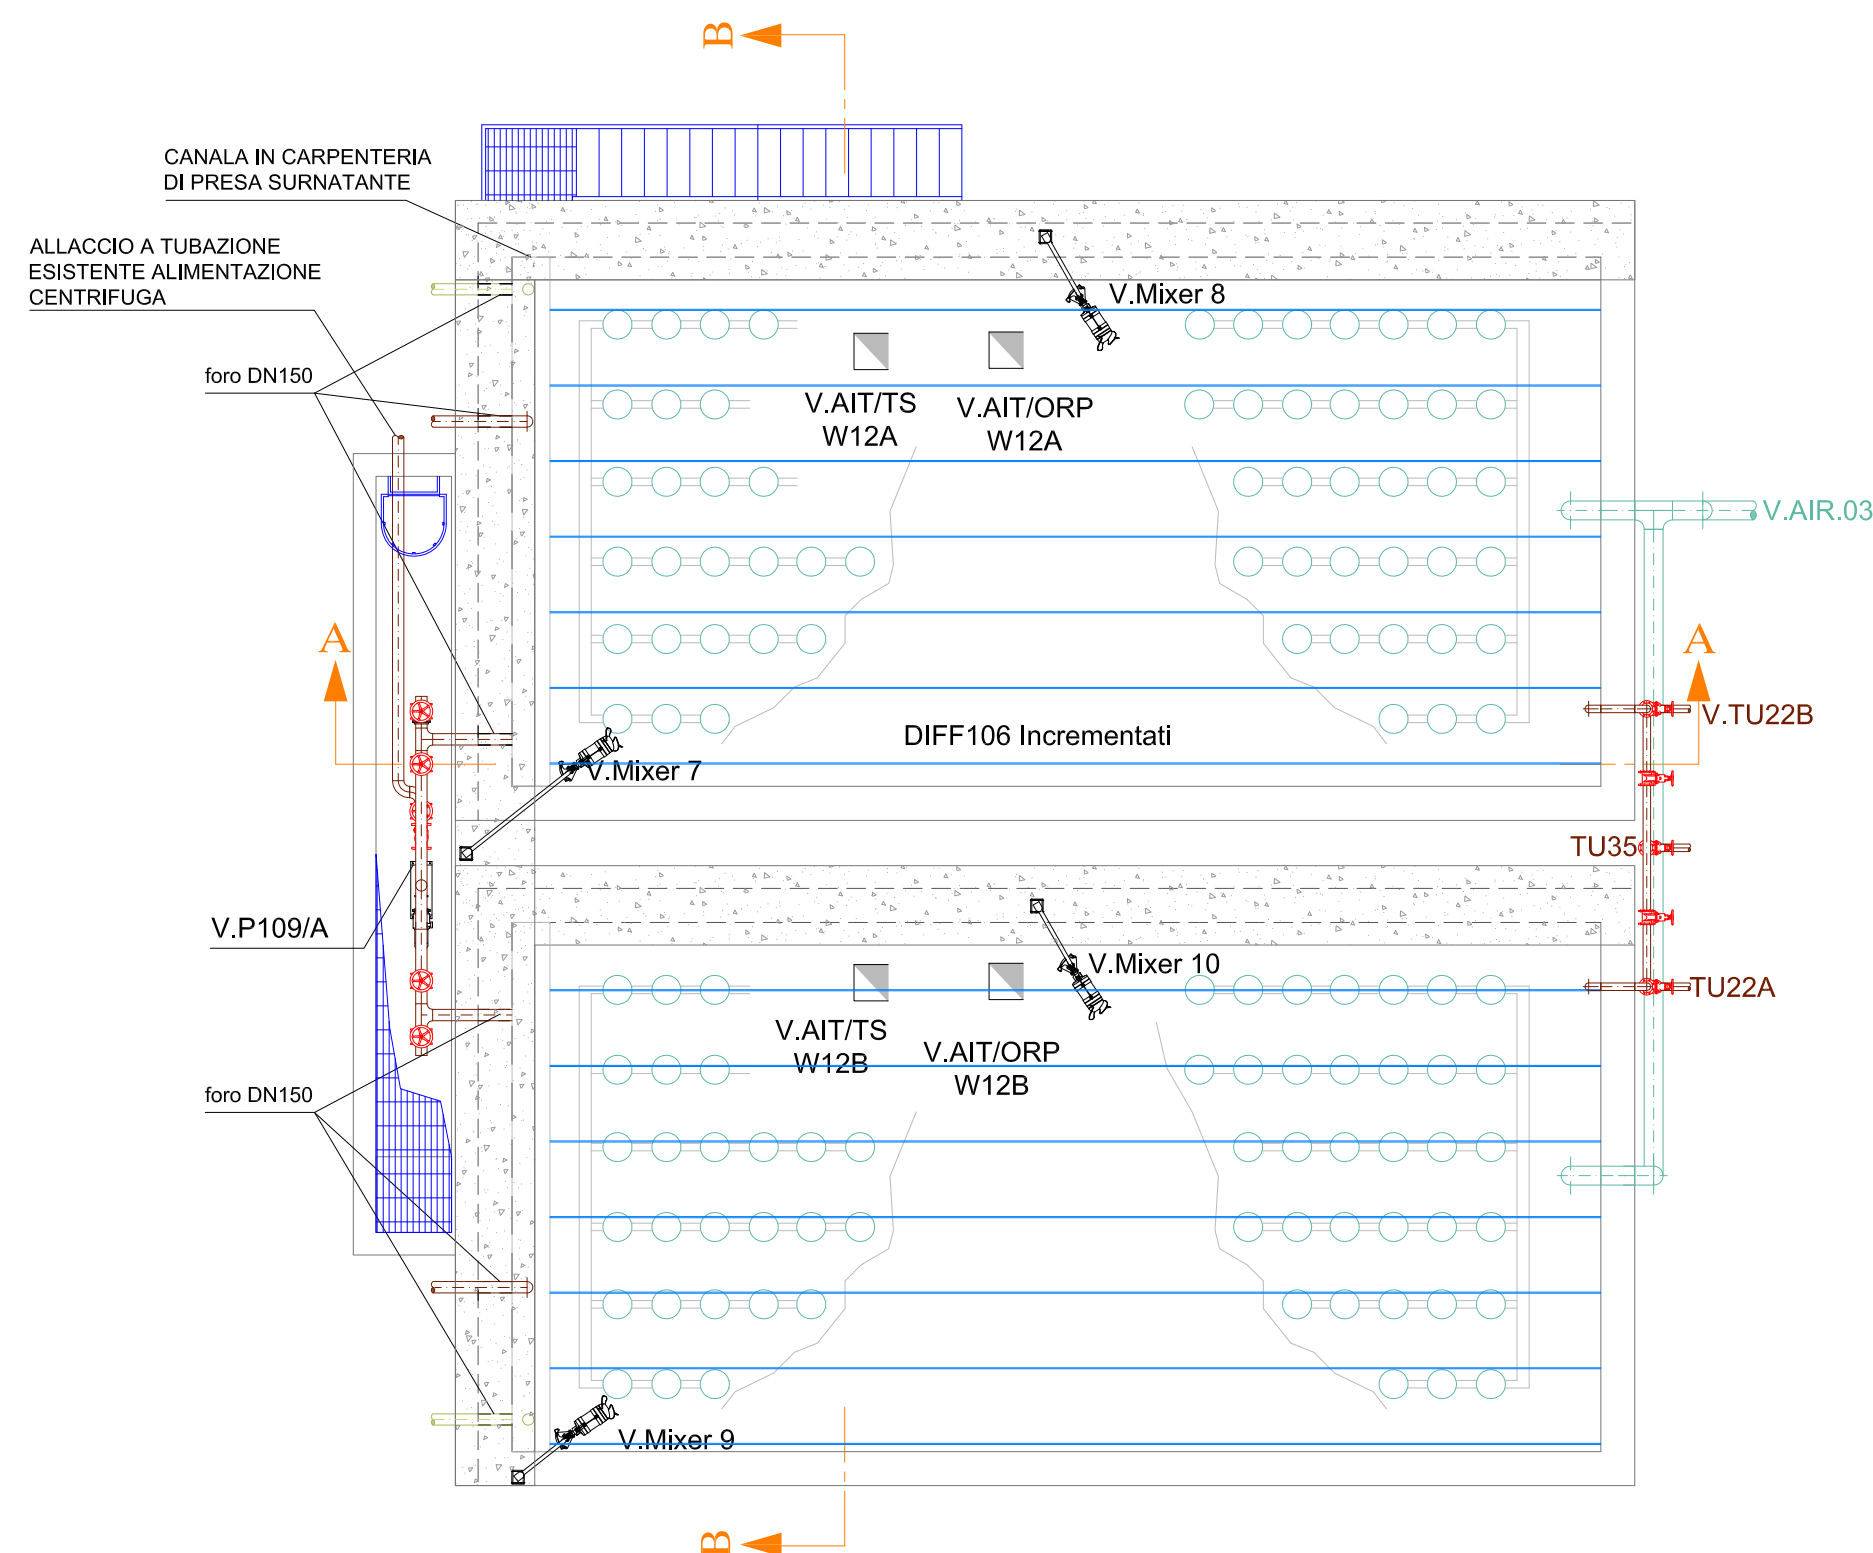 B
CANALA IN CARPENTERIA
DI PRESA SURNATANTE
ALLACCIO A TUBAZIONE
ESISTENTE ALIMENTAZIONE
CENTRIFUGA
V.Mixer 8
foro DN150
V.AIT/TS
W12A
V.AIT/ORP
W12A
V.AIR.03
A
A
V.TU22B
DIFF106 Incrementati
V.Mixer 7
TU35
V.P109/A
V.Mixer 10
TU22A
V.AIT/TS
W12B
V.AIT/ORP
W12B
foro DN150
V.Mixer 9
B